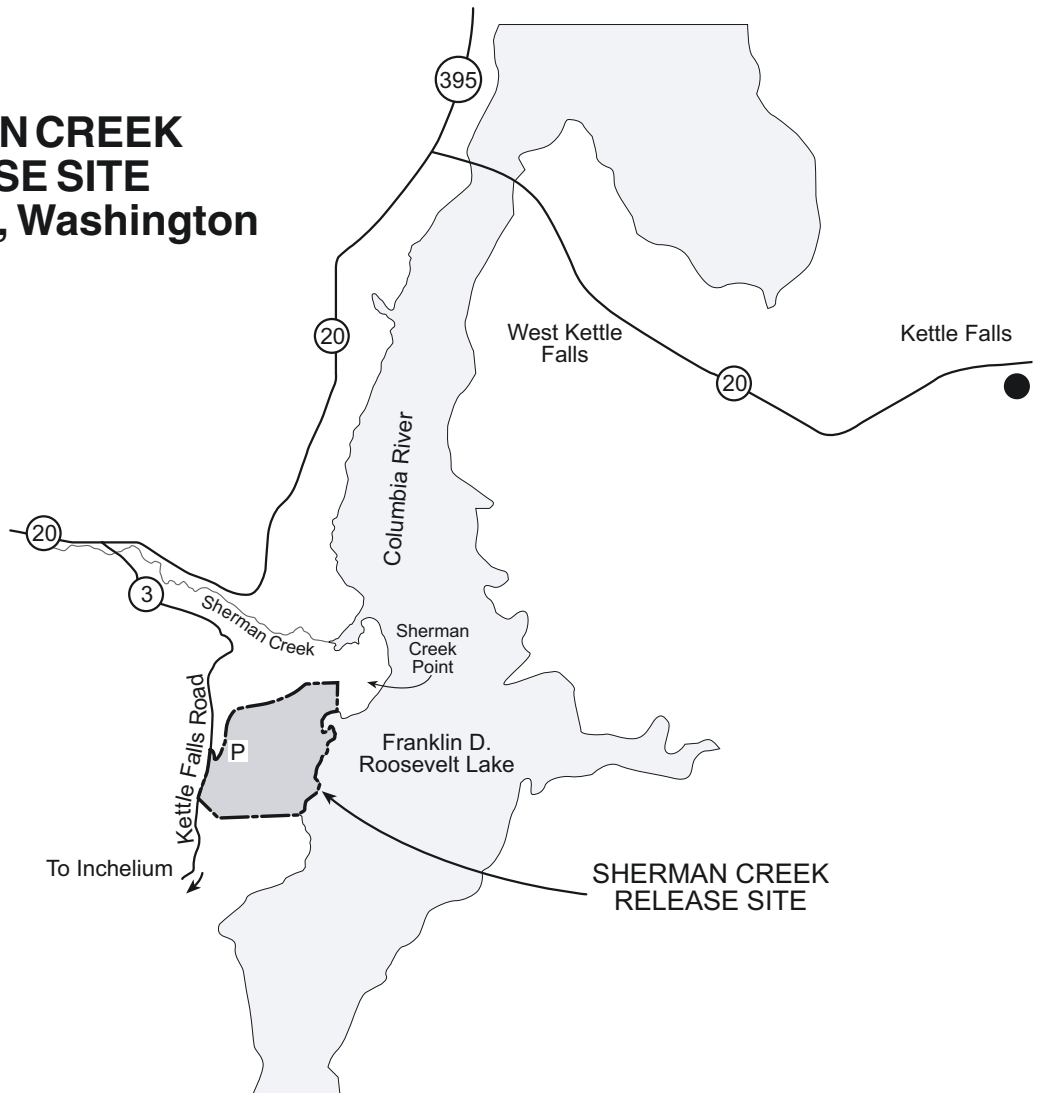 N CREEK
SE SITE
, Washington
395
20
West Kettle
Falls
Kettle Falls
20
Columbia River
20
3
Sherman Creek
Sherman
Creek
Point
Kettle Falls Road
P
Franklin D.
Roosevelt Lake
To Inchelium
SHERMAN CREEK
RELEASE SITE